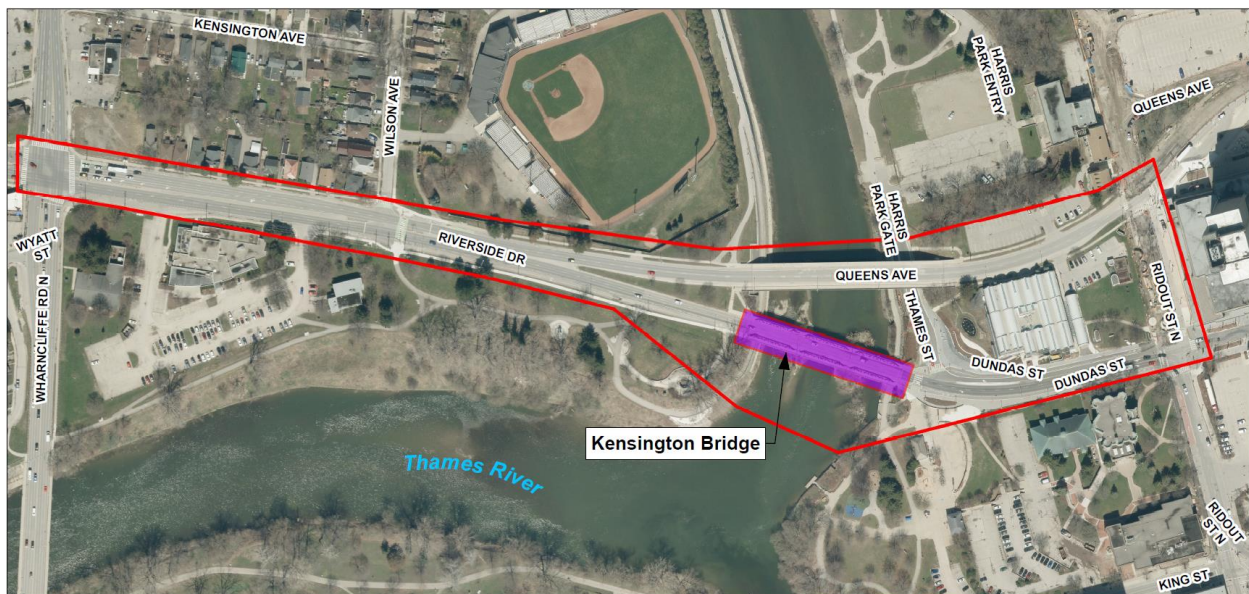 KENSINGTON AVE
WILSON AVE
HARRIS
PARK ENTRY
QUEENS AVE
WYATT
ST
WHARNCLIFFE RD N
RIVERSIDE DR
HARRIS
PARK GATE
QUEENS AVE
THAMES ST
RIDOUT ST N
DUNDAS ST
DUNDAS ST
Kensington Bridge
Thames River
RIDOUT
ST N
KING ST